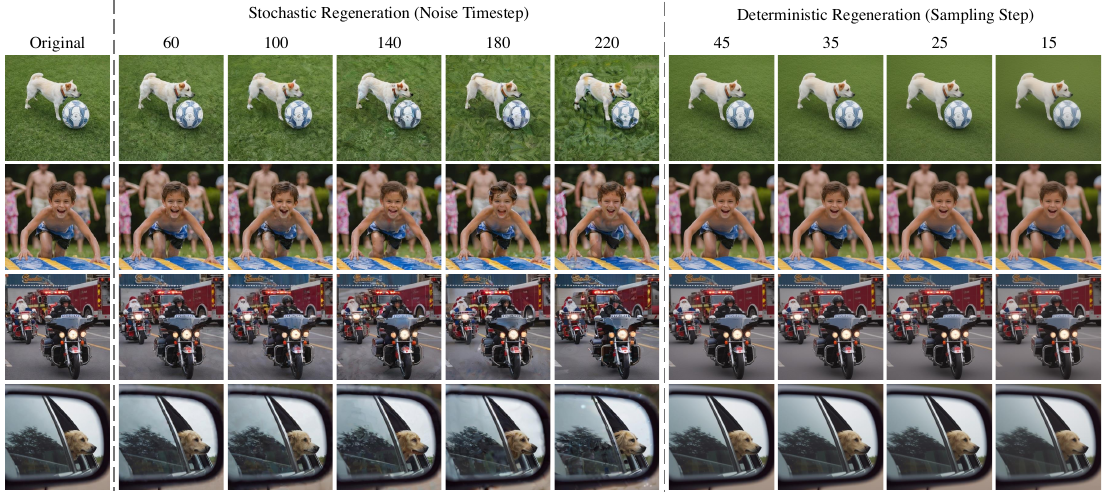 Stochastic Regeneration (Noise Timestep)
Deterministic Regeneration (Sampling Step)
Original 60 100 140 180 220 45 35 25 15